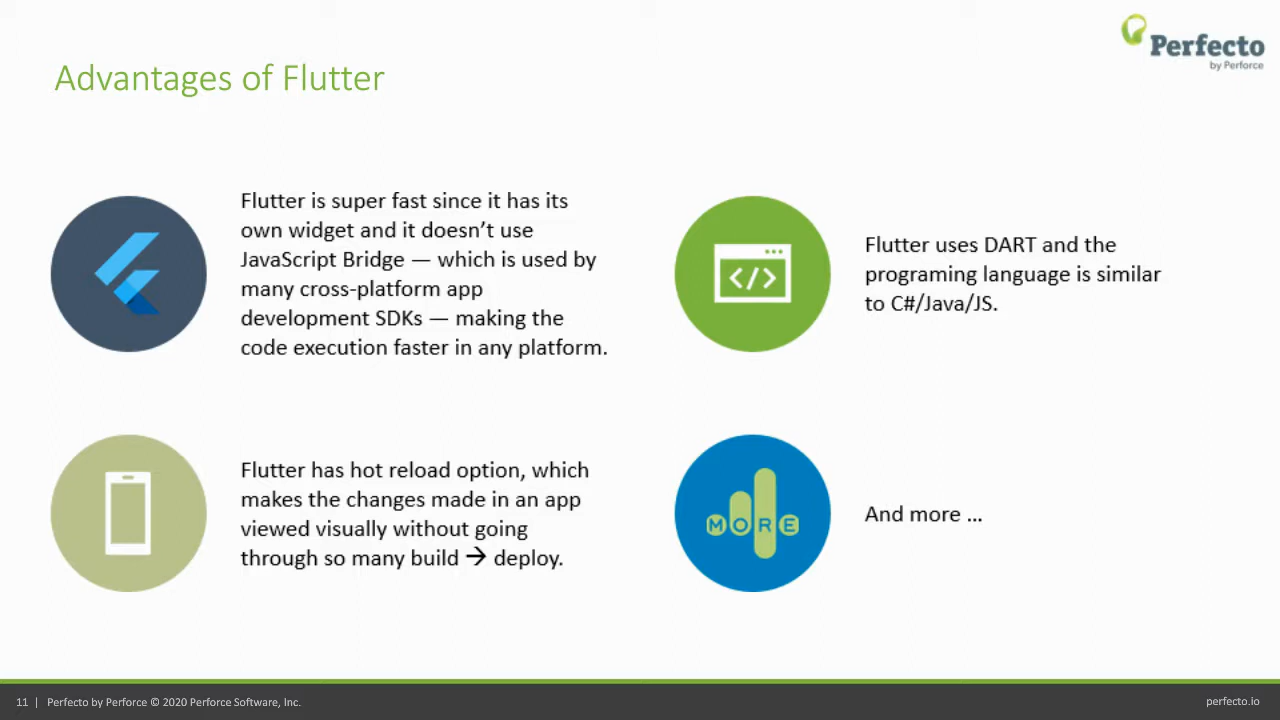 Perfecto
by Perforce
Advantages of Flutter
Flutter is super fast since it has its
own widget and it doesn’t use
JavaScript Bridge — which is used by
many cross-platform app
development SDKs — making the
code execution faster in any platform.
Flutter uses DART and the
programing language is similar
to C#/Java/JS.
Flutter has hot reload option, which
makes the changes made in an app
viewed visually without going
through so many build → deploy.
MORE
And more ...
11 | Perfecto by Perforce © 2020 Perforce Software, Inc.
perfecto.io